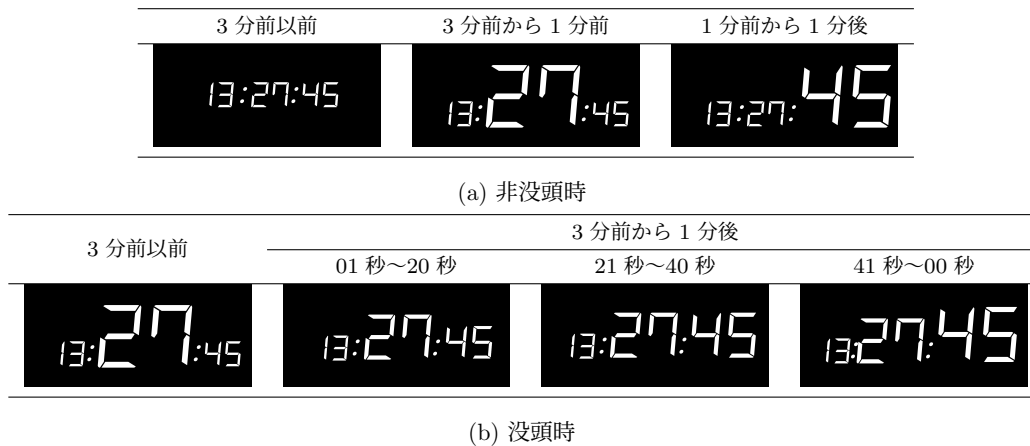 3 分前以前 3 分前から 1 分前 1 分前から 1 分後
13:27:45 13:27:45 13:27:45
(a) 非没頭時
3 分前から 1 分後
3 分前以前
01 秒〜20 秒 21 秒〜40 秒 41 秒〜00 秒
13:27:45 13:27:45 13:27:45 13:27:45
(b) 没頭時